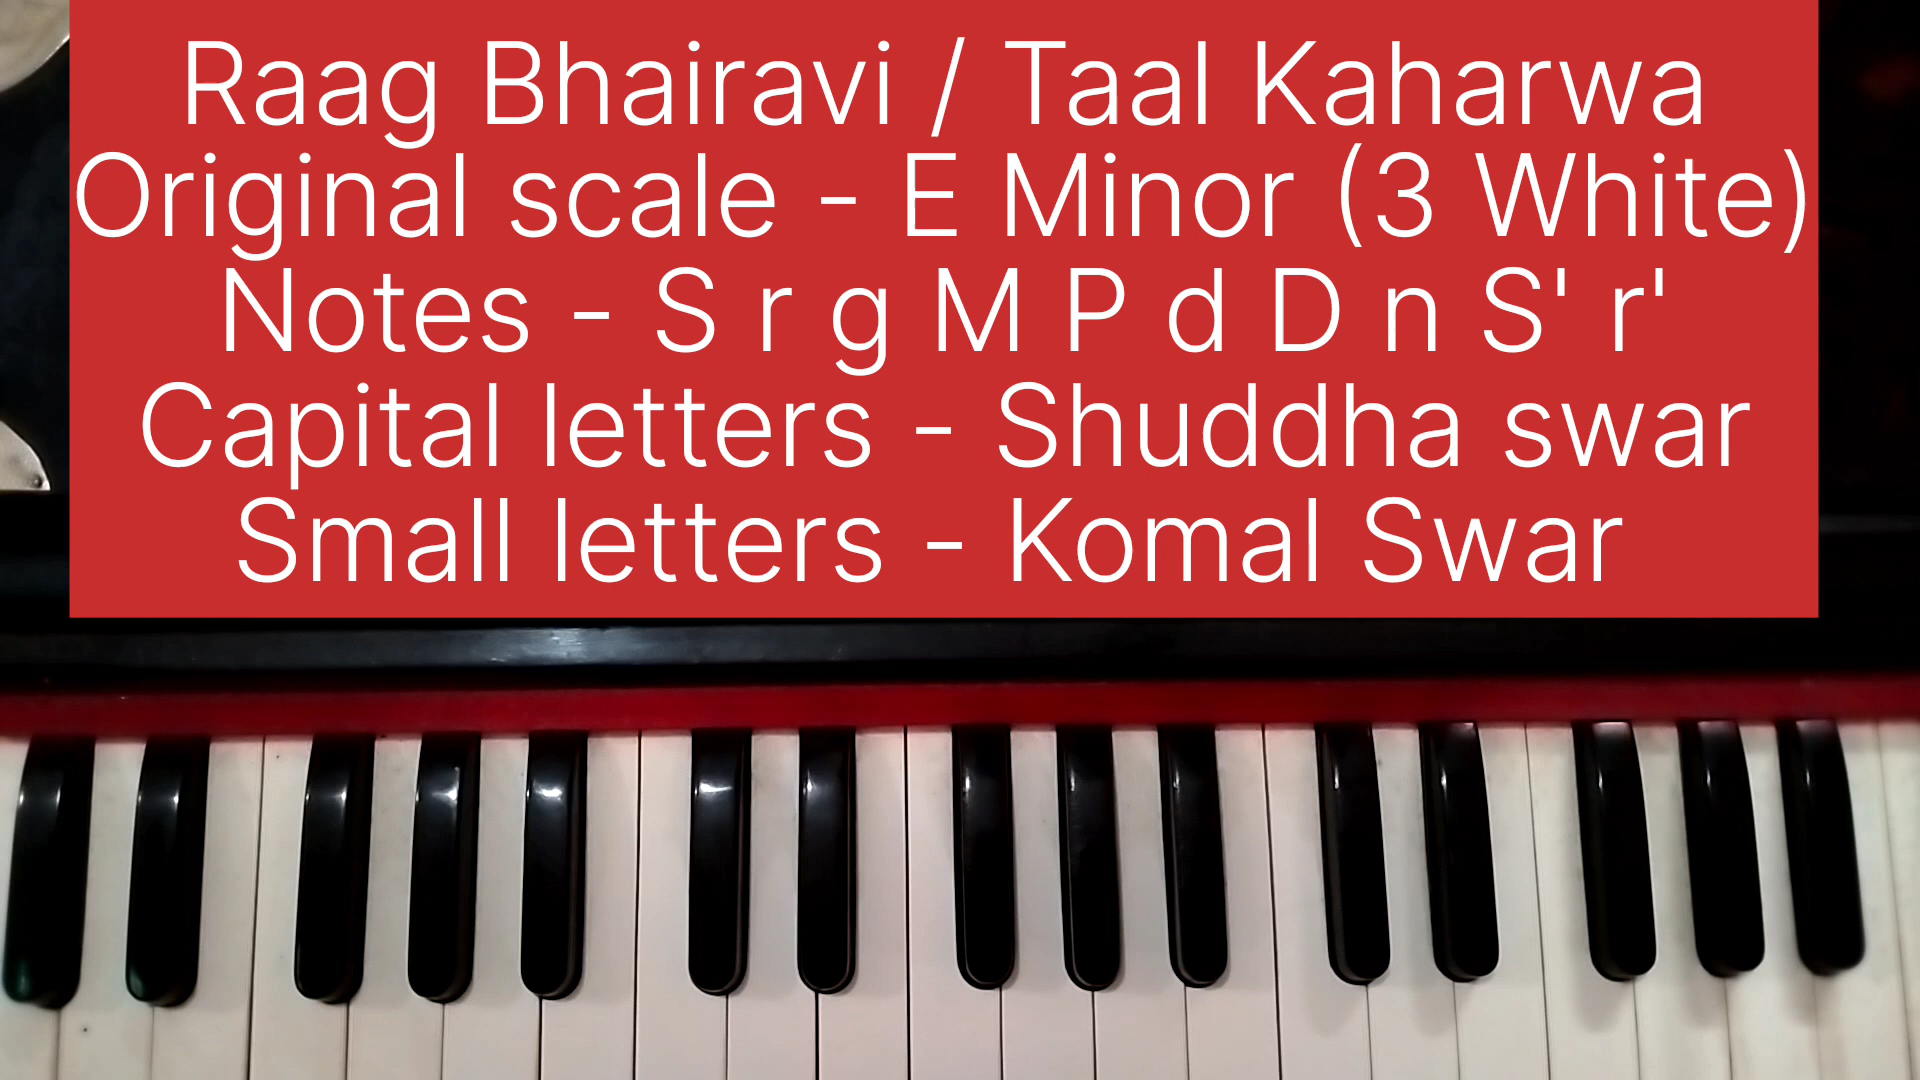 Raag Bhairavi / Taal Kaharwa
Original scale - E Minor (3 White)
Notes - S r g M P d D n S' r'
Capital letters - Shuddha swar
Small letters - Komal Swar